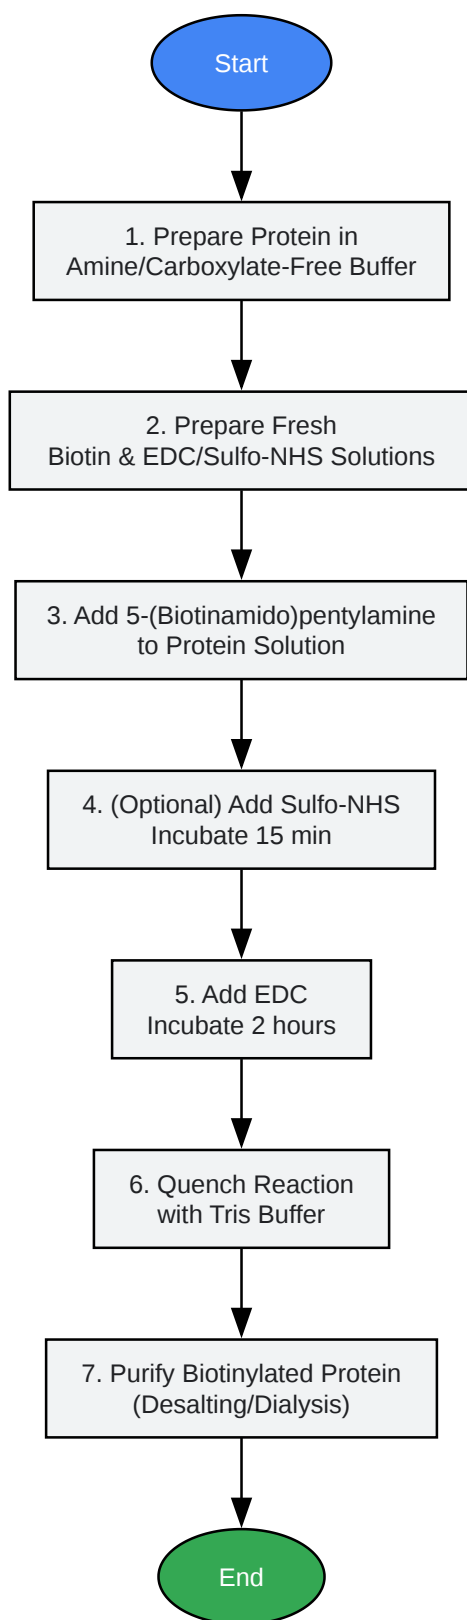 Start
1. Prepare Protein in
Amine/Carboxylate-Free Buffer
2. Prepare Fresh
Biotin & EDC/Sulfo-NHS Solutions
3. Add 5-(Biotinamido)pentylamine
to Protein Solution
4. (Optional) Add Sulfo-NHS
Incubate 15 min
5. Add EDC
Incubate 2 hours
6. Quench Reaction
with Tris Buffer
7. Purify Biotinylated Protein
(Desalting/Dialysis)
End